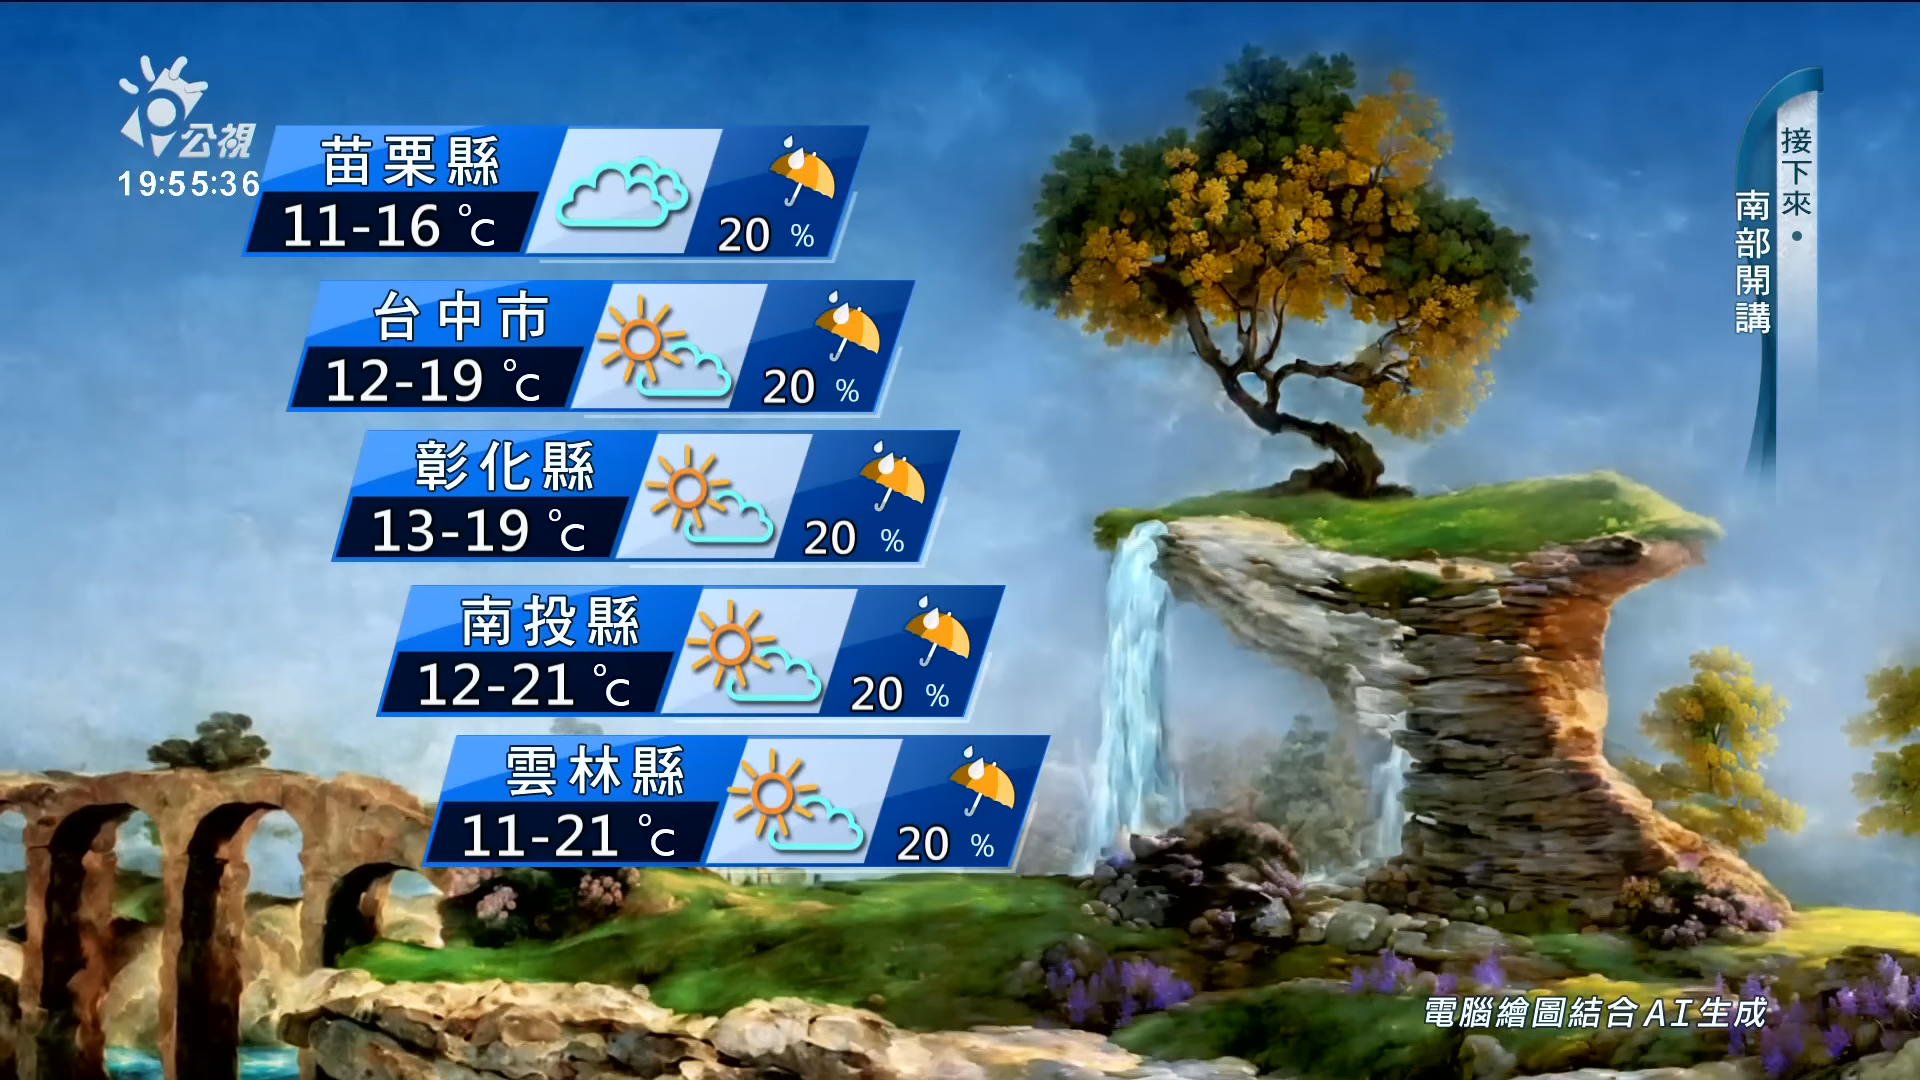 公視
19:55:36
苗栗縣
11-16 °C
20 %
台中市
12-19 °C
20 %
彰化縣
13-19 °C
20 %
南投縣
12-21 °C
20 %
雲林縣
11-21 °C
20 %
接下來・
南部開講
電腦繪圖結合AI生成